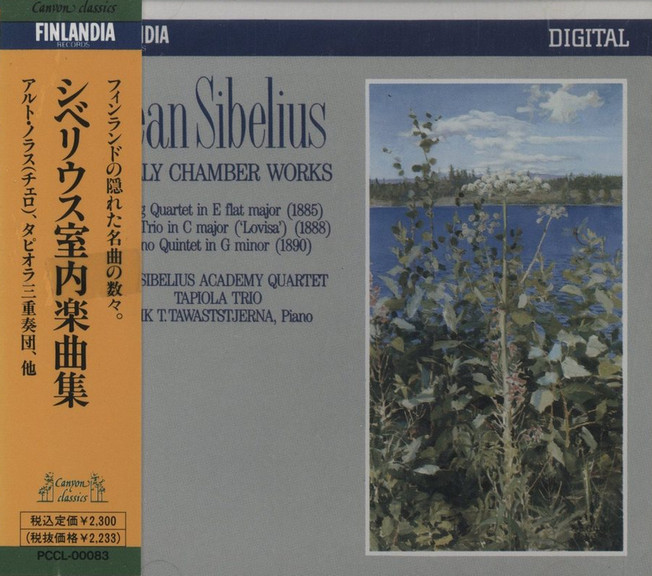 Canyon classics
FINLANDIA
RECORDS
フィンランドの隠れた名曲の数々。
シベリウス室内楽曲集
アルト・ノラス(チェロ)、タピオラ三重奏団、他
Canyon
classics
税込定価¥2,300
(税抜価格¥2,233)
PCCL-00083
DIA
DS
DIGITAL
ean Sibelius
LY CHAMBER WORKS
g Quartet in E flat major (1885)
Trio in C major ('Lovisa') (1888)
no Quintet in G minor (1890)
SIBELIUS ACADEMY QUARTET
TAPIOLA TRIO
K T. TAWASTSTJERNA, Piano